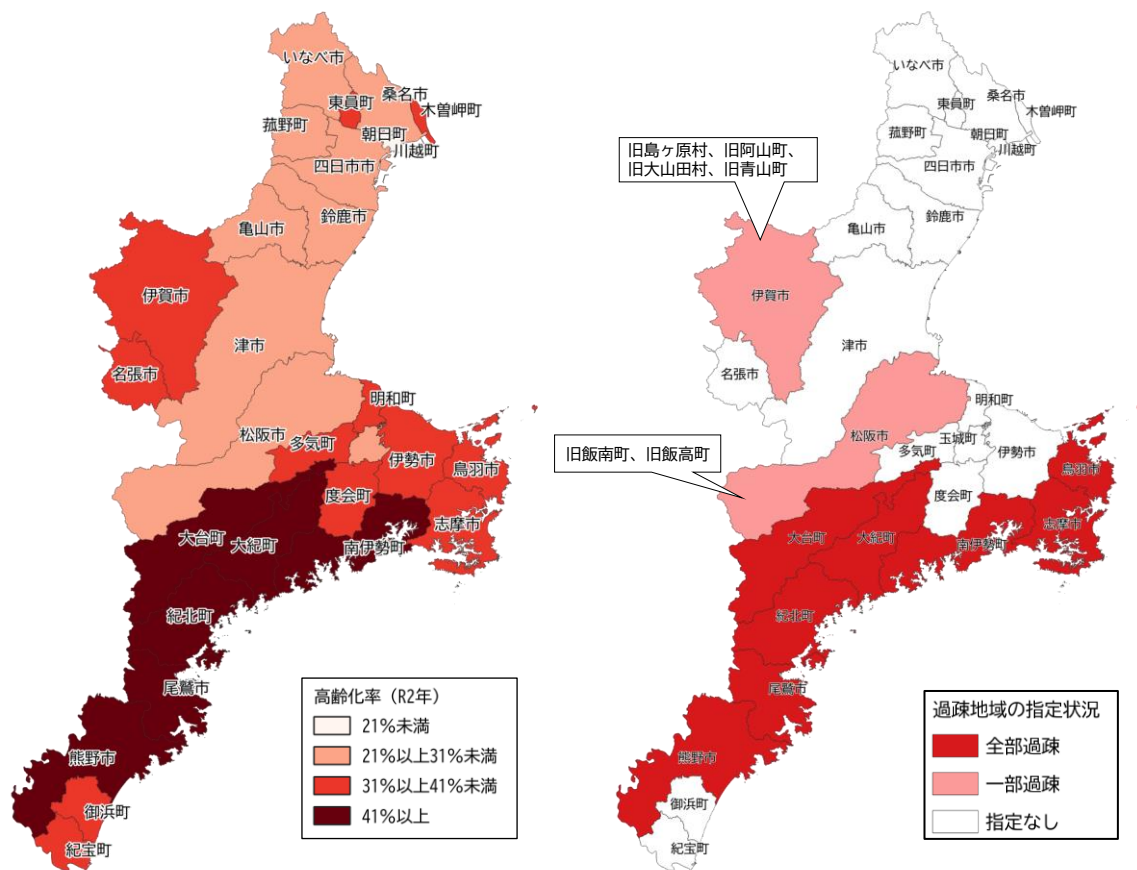 いなべ市
桑名市
東員町
木曽岬町
菰野町
朝日町
川越町
四日市市
鈴鹿市
亀山市
伊賀市
津市
名張市
明和町
松阪市
多気町
伊勢市
鳥羽市
度会町
志摩市
大台町
大紀町
南伊勢町
紀北町
尾鷲市
熊野市
御浜町
紀宝町
高齢化率（R2年）
21%未満
21%以上31%未満
31%以上41%未満
41%以上
いなべ市
桑名市
東員町
木曽岬町
菰野町
朝日町
川越町
四日市市
旧島ヶ原村、旧阿山町、
旧大山田村、旧青山町
鈴鹿市
亀山市
伊賀市
津市
名張市
明和町
松阪市
玉城町
多気町
伊勢市
旧飯南町、旧飯高町
鳥羽市
度会町
志摩市
大台町
大紀町
南伊勢町
紀北町
尾鷲市
熊野市
御浜町
紀宝町
過疎地域の指定状況
全部過疎
一部過疎
指定なし